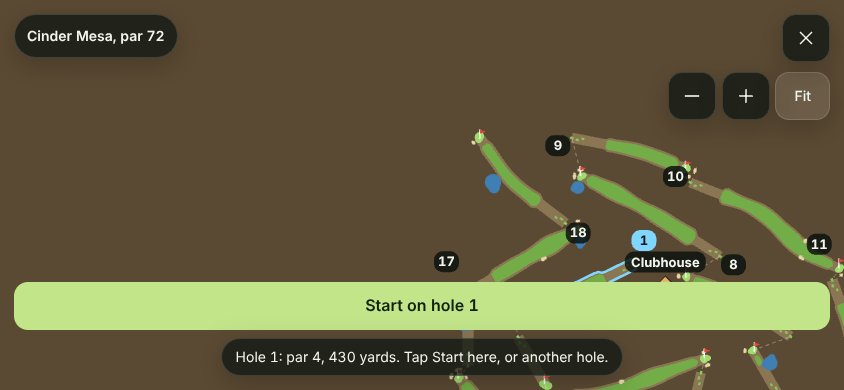 Cinder Mesa, par 72
Fit
9
10
18
1
11
17
Clubhouse
8
Start on hole 1
Hole 1: par 4, 430 yards. Tap Start here, or another hole.